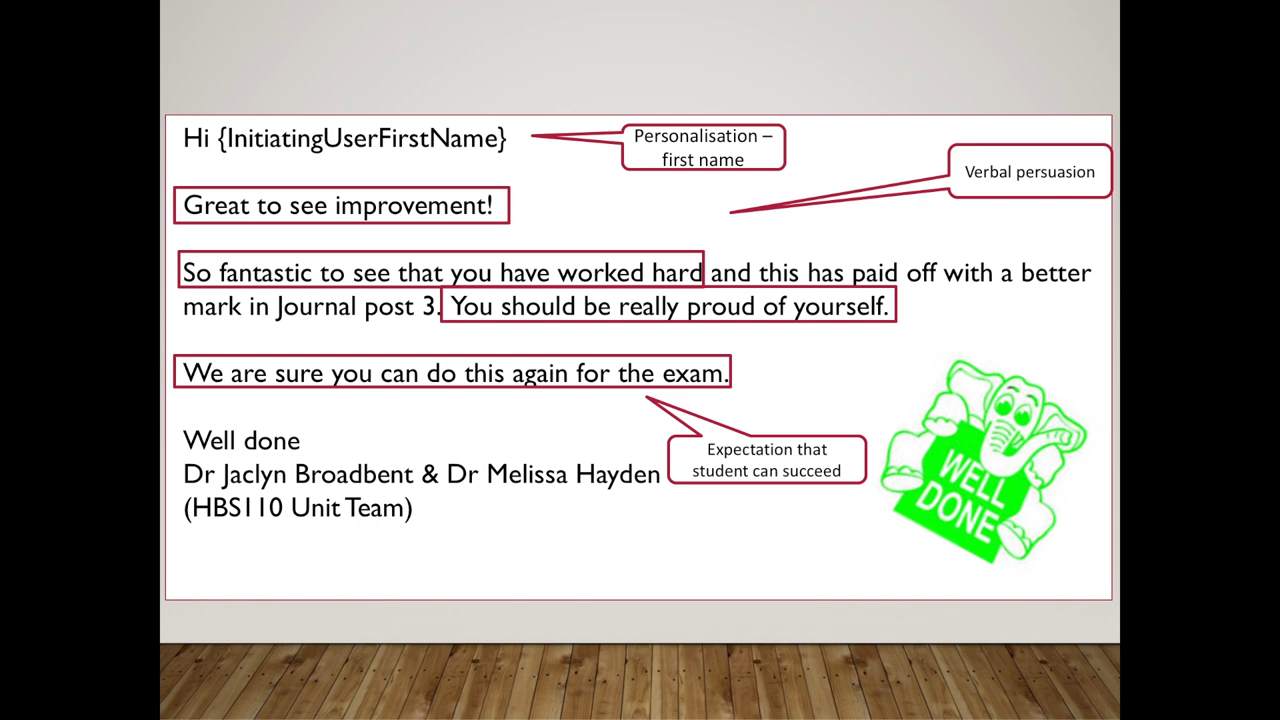 Hi {InitiatingUserFirstName}
Personalisation –
first name
Verbal persuasion
Great to see improvement!
So fantastic to see that you have worked hard and this has paid off with a better
mark in Journal post 3. You should be really proud of yourself.
We are sure you can do this again for the exam.
Expectation that
student can succeed
Well done
Dr Jaclyn Broadbent & Dr Melissa Hayden
(HBS110 Unit Team)
WELL
DONE